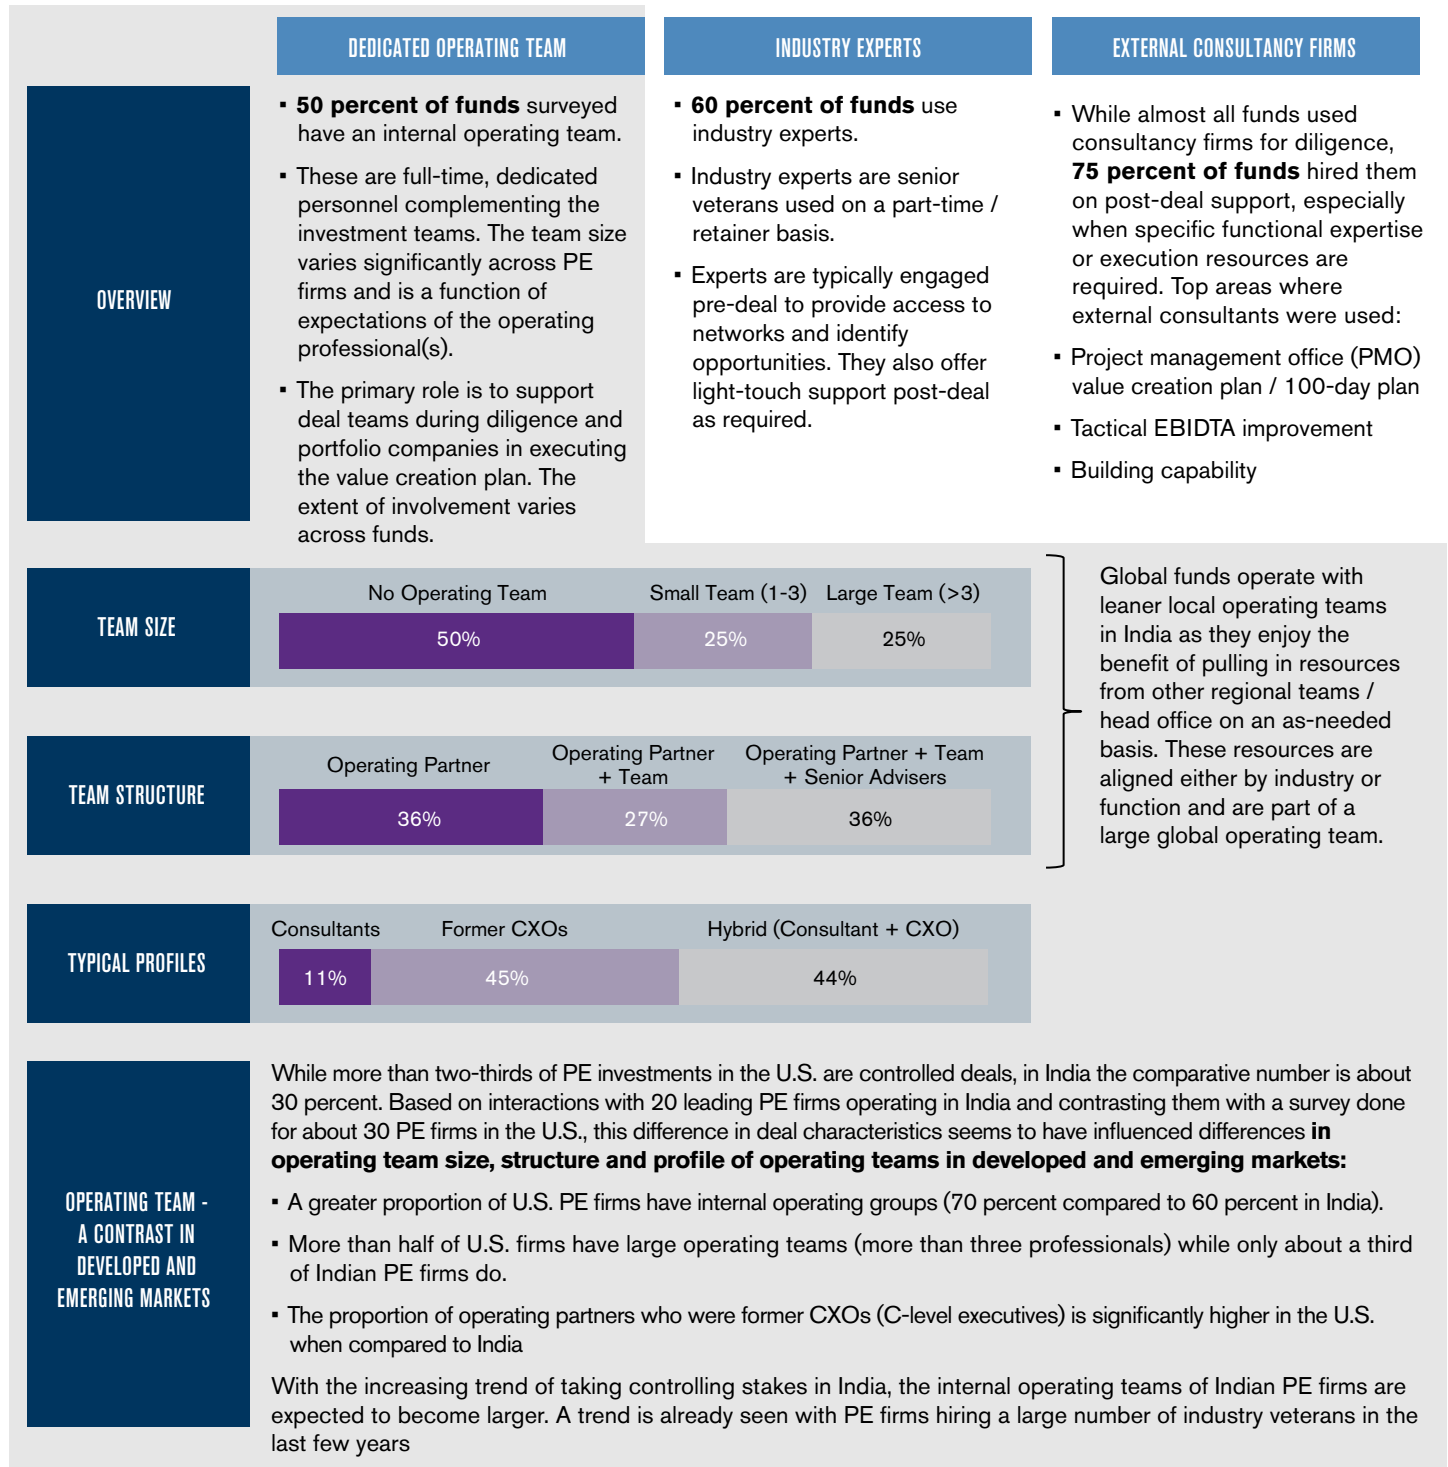 DEDICATED OPERATING TEAM
INDUSTRY EXPERTS
EXTERNAL CONSULTANCY FIRMS
OVERVIEW
▪ 50 percent of funds surveyed
have an internal operating team.
▪ These are full-time, dedicated
personnel complementing the
investment teams. The team size
varies significantly across PE
firms and is a function of
expectations of the operating
professional(s).
▪ The primary role is to support
deal teams during diligence and
portfolio companies in executing
the value creation plan. The
extent of involvement varies
across funds.
▪ 60 percent of funds use
industry experts.
▪ Industry experts are senior
veterans used on a part-time /
retainer basis.
▪ Experts are typically engaged
pre-deal to provide access to
networks and identify
opportunities. They also offer
light-touch support post-deal
as required.
▪ While almost all funds used
consultancy firms for diligence,
75 percent of funds hired them
on post-deal support, especially
when specific functional expertise
or execution resources are
required. Top areas where
external consultants were used:
▪ Project management office (PMO)
value creation plan / 100-day plan
▪ Tactical EBIDTA improvement
▪ Building capability
TEAM SIZE
No Operating Team
Small Team (1-3)
Large Team (>3)
50%
25%
25%
TEAM STRUCTURE
Operating Partner
Operating Partner
+ Team
Operating Partner + Team
+ Senior Advisers
36%
27%
36%
Global funds operate with
leaner local operating teams
in India as they enjoy the
benefit of pulling in resources
from other regional teams /
head office on an as-needed
basis. These resources are
aligned either by industry or
function and are part of a
large global operating team.
TYPICAL PROFILES
Consultants
Former CXOs
Hybrid (Consultant + CXO)
11%
45%
44%
OPERATING TEAM -
A CONTRAST IN
DEVELOPED AND
EMERGING MARKETS
While more than two-thirds of PE investments in the U.S. are controlled deals, in India the comparative number is about
30 percent. Based on interactions with 20 leading PE firms operating in India and contrasting them with a survey done
for about 30 PE firms in the U.S., this difference in deal characteristics seems to have influenced differences in
operating team size, structure and profile of operating teams in developed and emerging markets:
▪ A greater proportion of U.S. PE firms have internal operating groups (70 percent compared to 60 percent in India).
▪ More than half of U.S. firms have large operating teams (more than three professionals) while only about a third
of Indian PE firms do.
▪ The proportion of operating partners who were former CXOs (C-level executives) is significantly higher in the U.S.
when compared to India
With the increasing trend of taking controlling stakes in India, the internal operating teams of Indian PE firms are
expected to become larger. A trend is already seen with PE firms hiring a large number of industry veterans in the
last few years